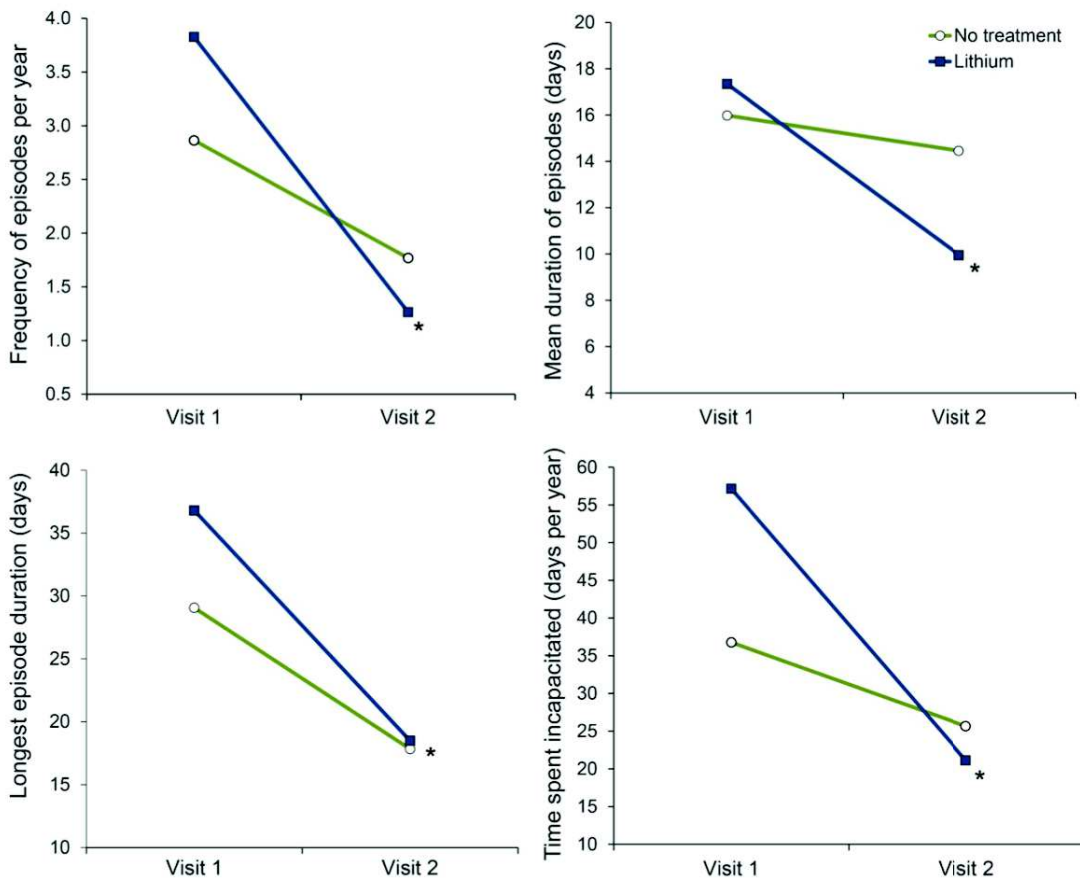 Frequency of episodes per year
4.0
3.5
3.0
2.5
2.0
1.5
1.0
0.5
Visit 1
Visit 2
*
Mean duration of episodes (days)
20
18
16
14
12
10
8
6
4
Visit 1
Visit 2
*
No treatment
Lithium
Longest episode duration (days)
40
35
30
25
20
15
10
Visit 1
Visit 2
*
Time spent incapacitated (days per year)
60
55
50
45
40
35
30
25
20
15
10
Visit 1
Visit 2
*